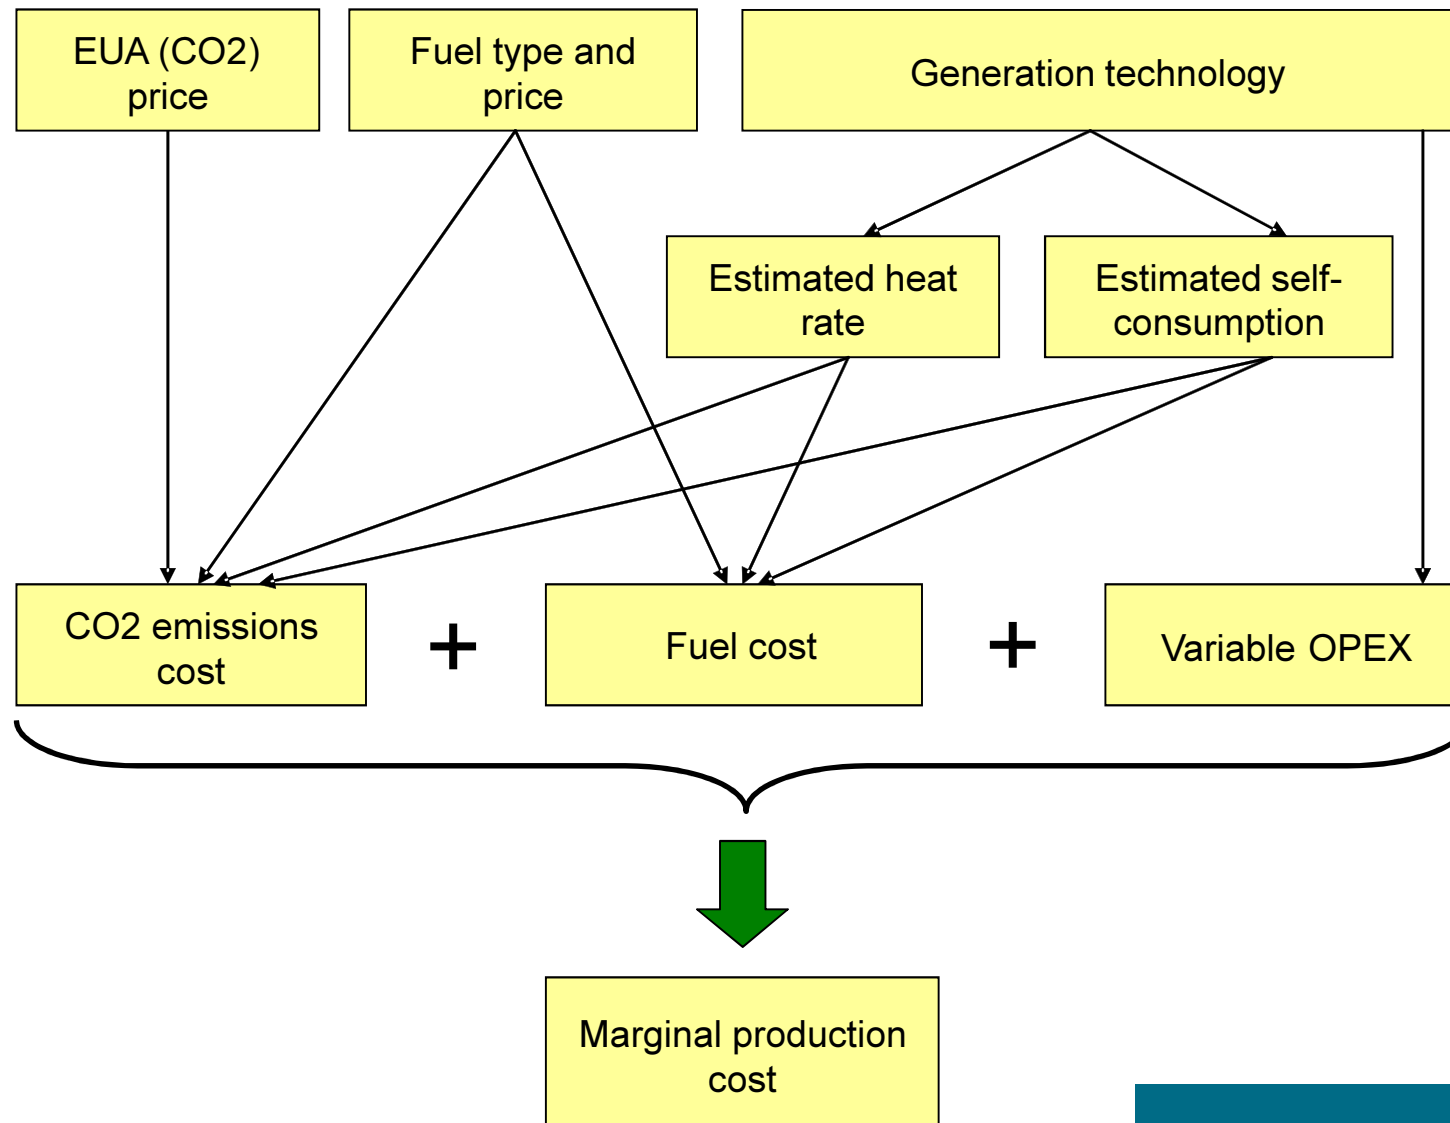 EUA (CO2)
price
Fuel type and
price
Generation technology
Estimated heat
rate
Estimated self-
consumption
CO2 emissions
cost
+
Fuel cost
+
Variable OPEX
Marginal production
cost